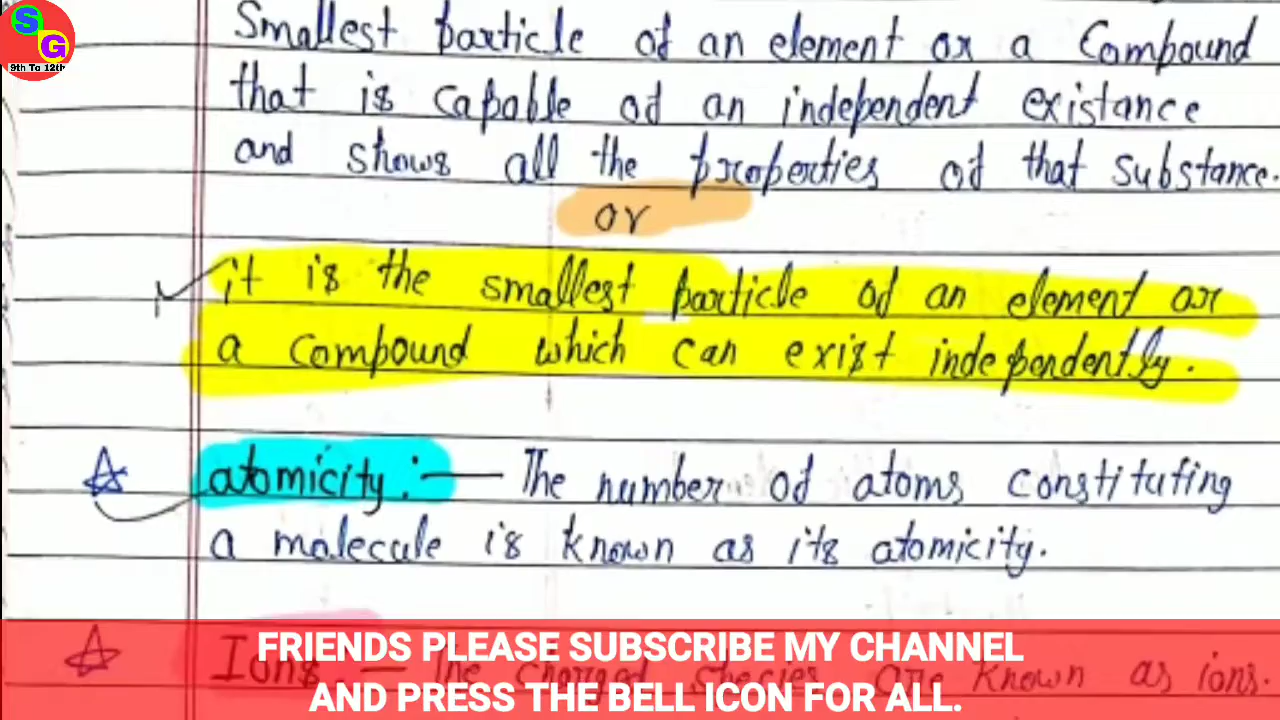 SG
9th To 12th
Smallest particle of an element or a Compound
that is capable of an independent existance
and shows all the properties of that substance.
or
it is the smallest particle of an element or
a compound which can exist independently.
atomicity:— The number of atoms constituting
a molecule is known as its atomicity.
Ions.— The charged species are known as ions.
FRIENDS PLEASE SUBSCRIBE MY CHANNEL
AND PRESS THE BELL ICON FOR ALL.